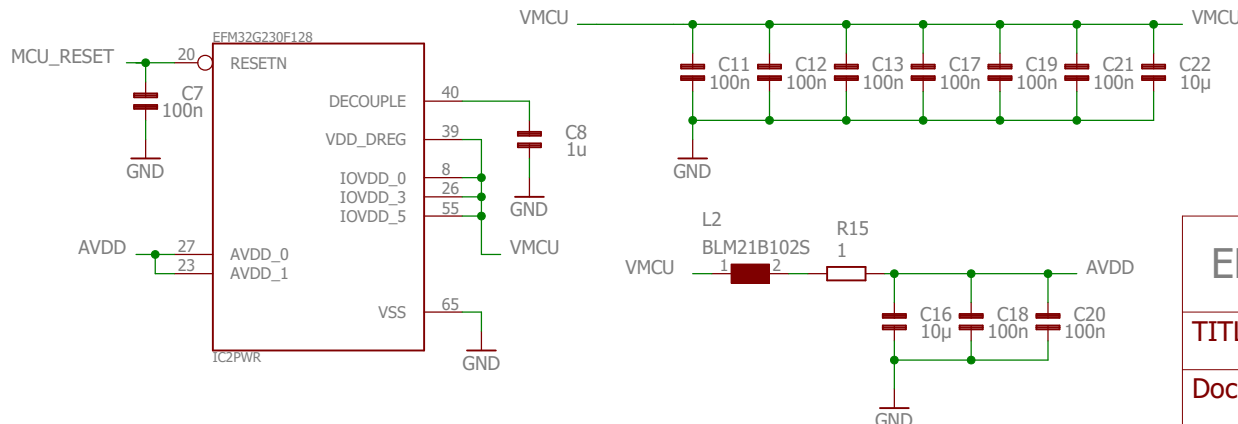 VMCU
VMCU
EFM32G230F128
MCU_RESET
20
RESETN
C7
100n
GND
DECOUPLE
40
VDD_DREG
39
C8
1u
IOVDD_0
8
IOVDD_3
26
IOVDD_5
55
GND
VMCU
AVDD
27
AVDD_0
23
AVDD_1
VSS
65
GND
IC2PWR
C11
100n
C12
100n
C13
100n
C17
100n
C19
100n
C21
100n
C22
10µ
GND
L2
BLM21B102S
R15
1
VMCU
1
2
AVDD
C16
10µ
C18
100n
C20
100n
GND
TITL
Doc